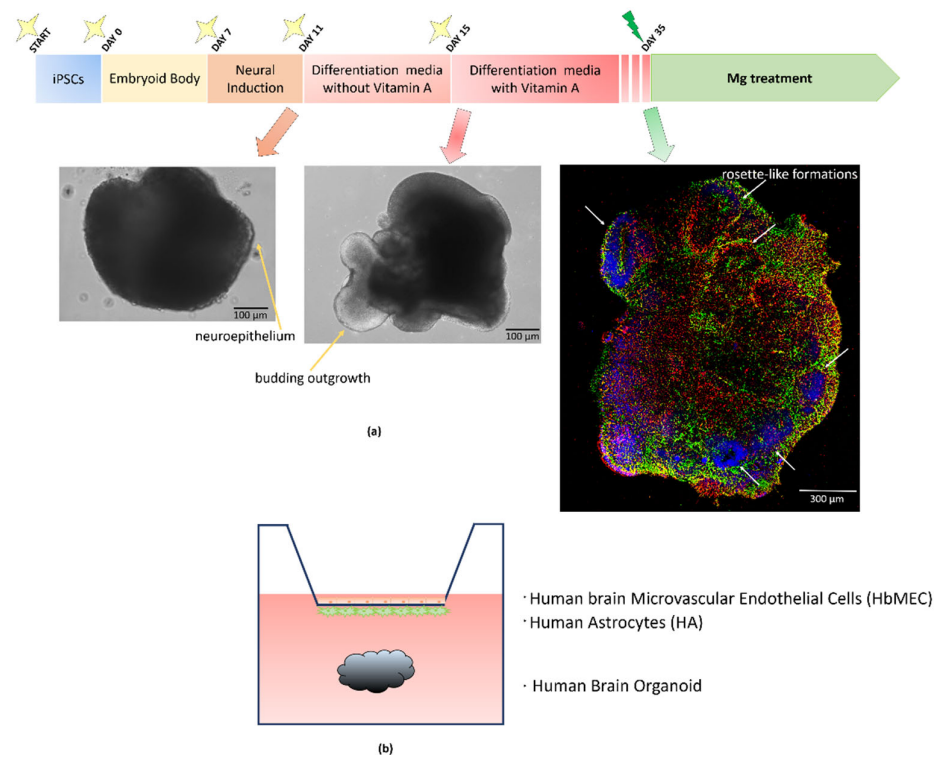 START
DAY 0
DAY 7
DAY 11
DAY 15
DAY 35
iPSCs
Embryoid Body
Neural
Induction
Differentiation media
without Vitamin A
Differentiation media
with Vitamin A
Mg treatment
rosette-like formations
100 μm
neuroepithelium
100 μm
budding outgrowth
300 μm
(a)
· Human brain Microvascular Endothelial Cells (HbMEC)
· Human Astrocytes (HA)
· Human Brain Organoid
(b)